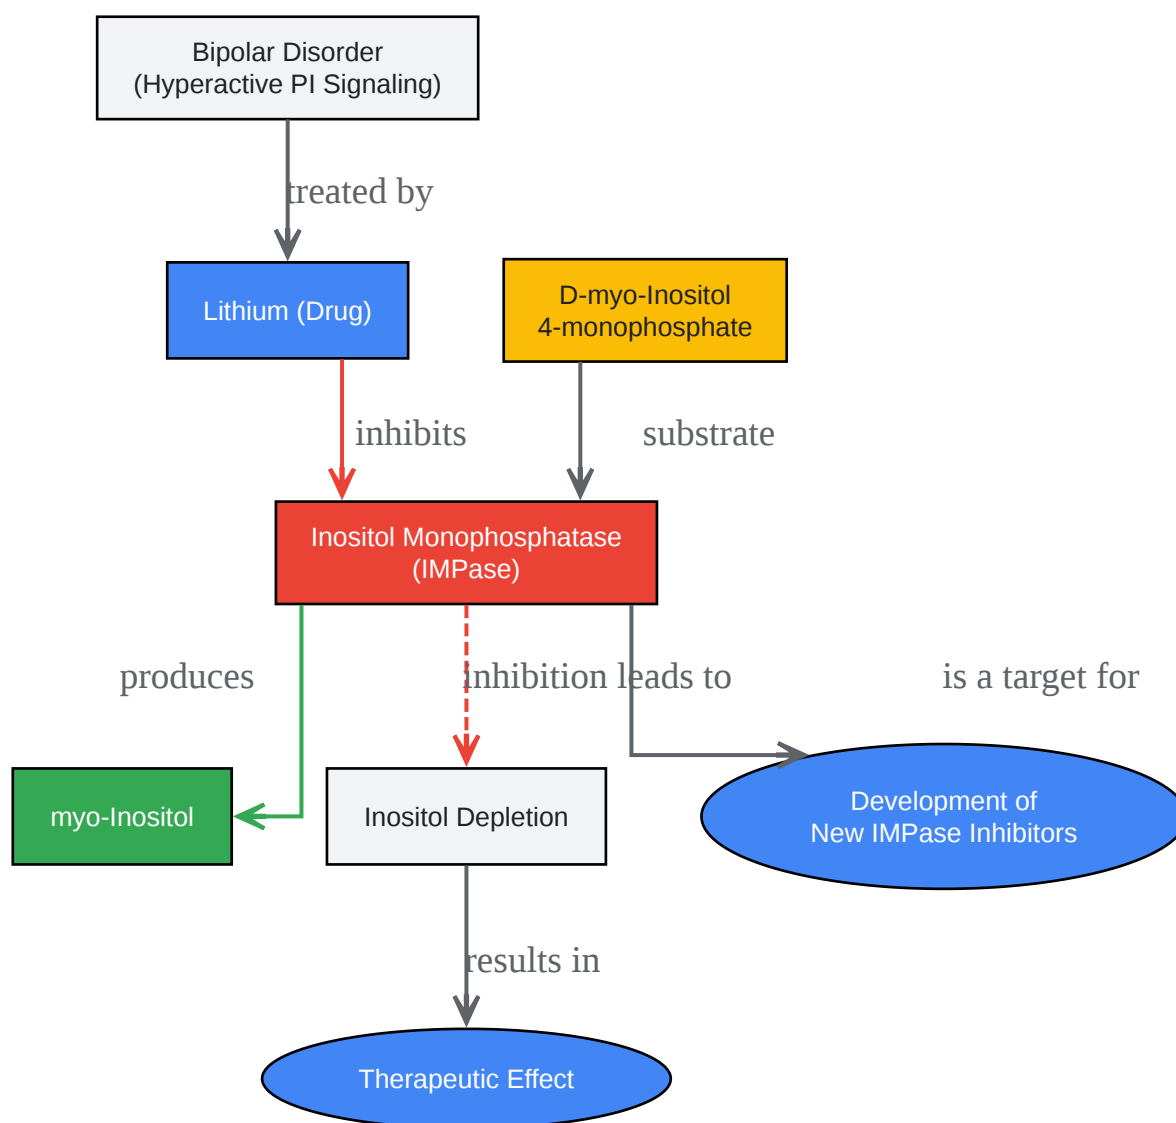 Bipolar Disorder
(Hyperactive PI Signaling)
treated by
Lithium (Drug)
D-myo-Inositol
4-monophosphate
inhibits
substrate
Inositol Monophosphatase
(IMPase)
produces
inhibition leads to
is a target for
myo-Inositol
Inositol Depletion
Development of
New IMPase Inhibitors
results in
Therapeutic Effect